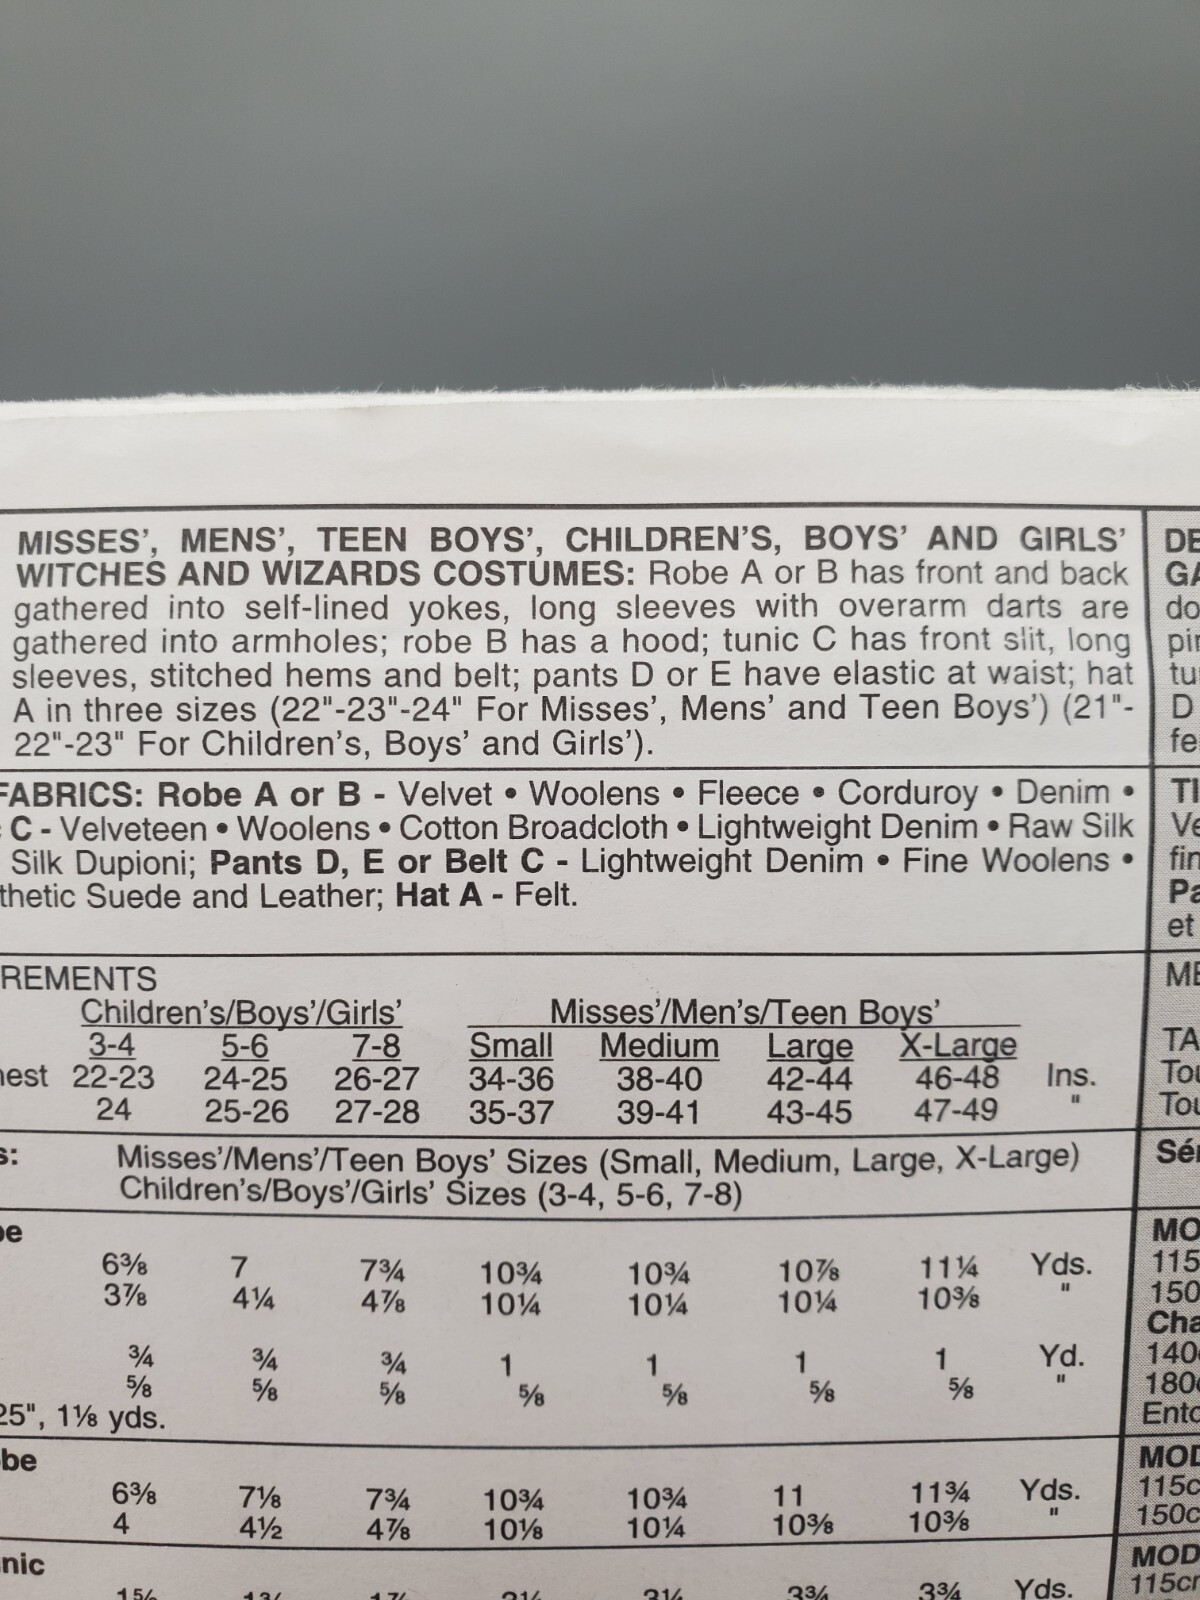 MISSES', MENS', TEEN BOYS', CHILDREN'S, BOYS' AND GIRLS'
WITCHES AND WIZARDS COSTUMES: Robe A or B has front and back
gathered into self-lined yokes, long sleeves with overarm darts are
gathered into armholes; robe B has a hood; tunic C has front slit, long
sleeves, stitched hems and belt; pants D or E have elastic at waist; hat
A in three sizes (22"-23"-24" For Misses', Mens' and Teen Boys') (21"-
22"-23" For Children's, Boys' and Girls').
FABRICS: Robe A or B - Velvet • Woolens • Fleece • Corduroy • Denim •
C - Velveteen • Woolens • Cotton Broadcloth • Lightweight Denim • Raw Silk
Silk Dupioni; Pants D, E or Belt C - Lightweight Denim • Fine Woolens •
thetic Suede and Leather; Hat A - Felt.
REMENTS
Children's/Boys'/Girls' Misses'/Men's/Teen Boys'
3-4 5-6 7-8 Small Medium Large X-Large
hest 22-23 24-25 26-27 34-36 38-40 42-44 46-48 Ins.
24 25-26 27-28 35-37 39-41 43-45 47-49 "
s: Misses'/Mens'/Teen Boys' Sizes (Small, Medium, Large, X-Large)
Children's/Boys'/Girls' Sizes (3-4, 5-6, 7-8)
be
6⅜ 7 7¾ 10¾ 10¾ 10⅞ 11¼ Yds.
3⅞ 4¼ 4⅞ 10¼ 10¼ 10¼ 10⅜ "
¾ ¾ ¾ 1 1 1 1 Yd.
⅝ ⅝ ⅝ ⅝ ⅝ ⅝ ⅝ "
25", 1⅛ yds.
be
6⅜ 7⅛ 7¾ 10¾ 10¾ 11 11¾ Yds.
4 4½ 4⅞ 10⅛ 10¼ 10⅜ 10⅜ "
nic
3¾ 3¾ Yds.
DE
GA
do
pi
tu
D
fe
TI
Ve
fin
Pa
et
ME
TA
Tou
Tou
Sér
MO
115
150
Cha
140
180
Ento
MOD
115c
150c
MOD
115cm